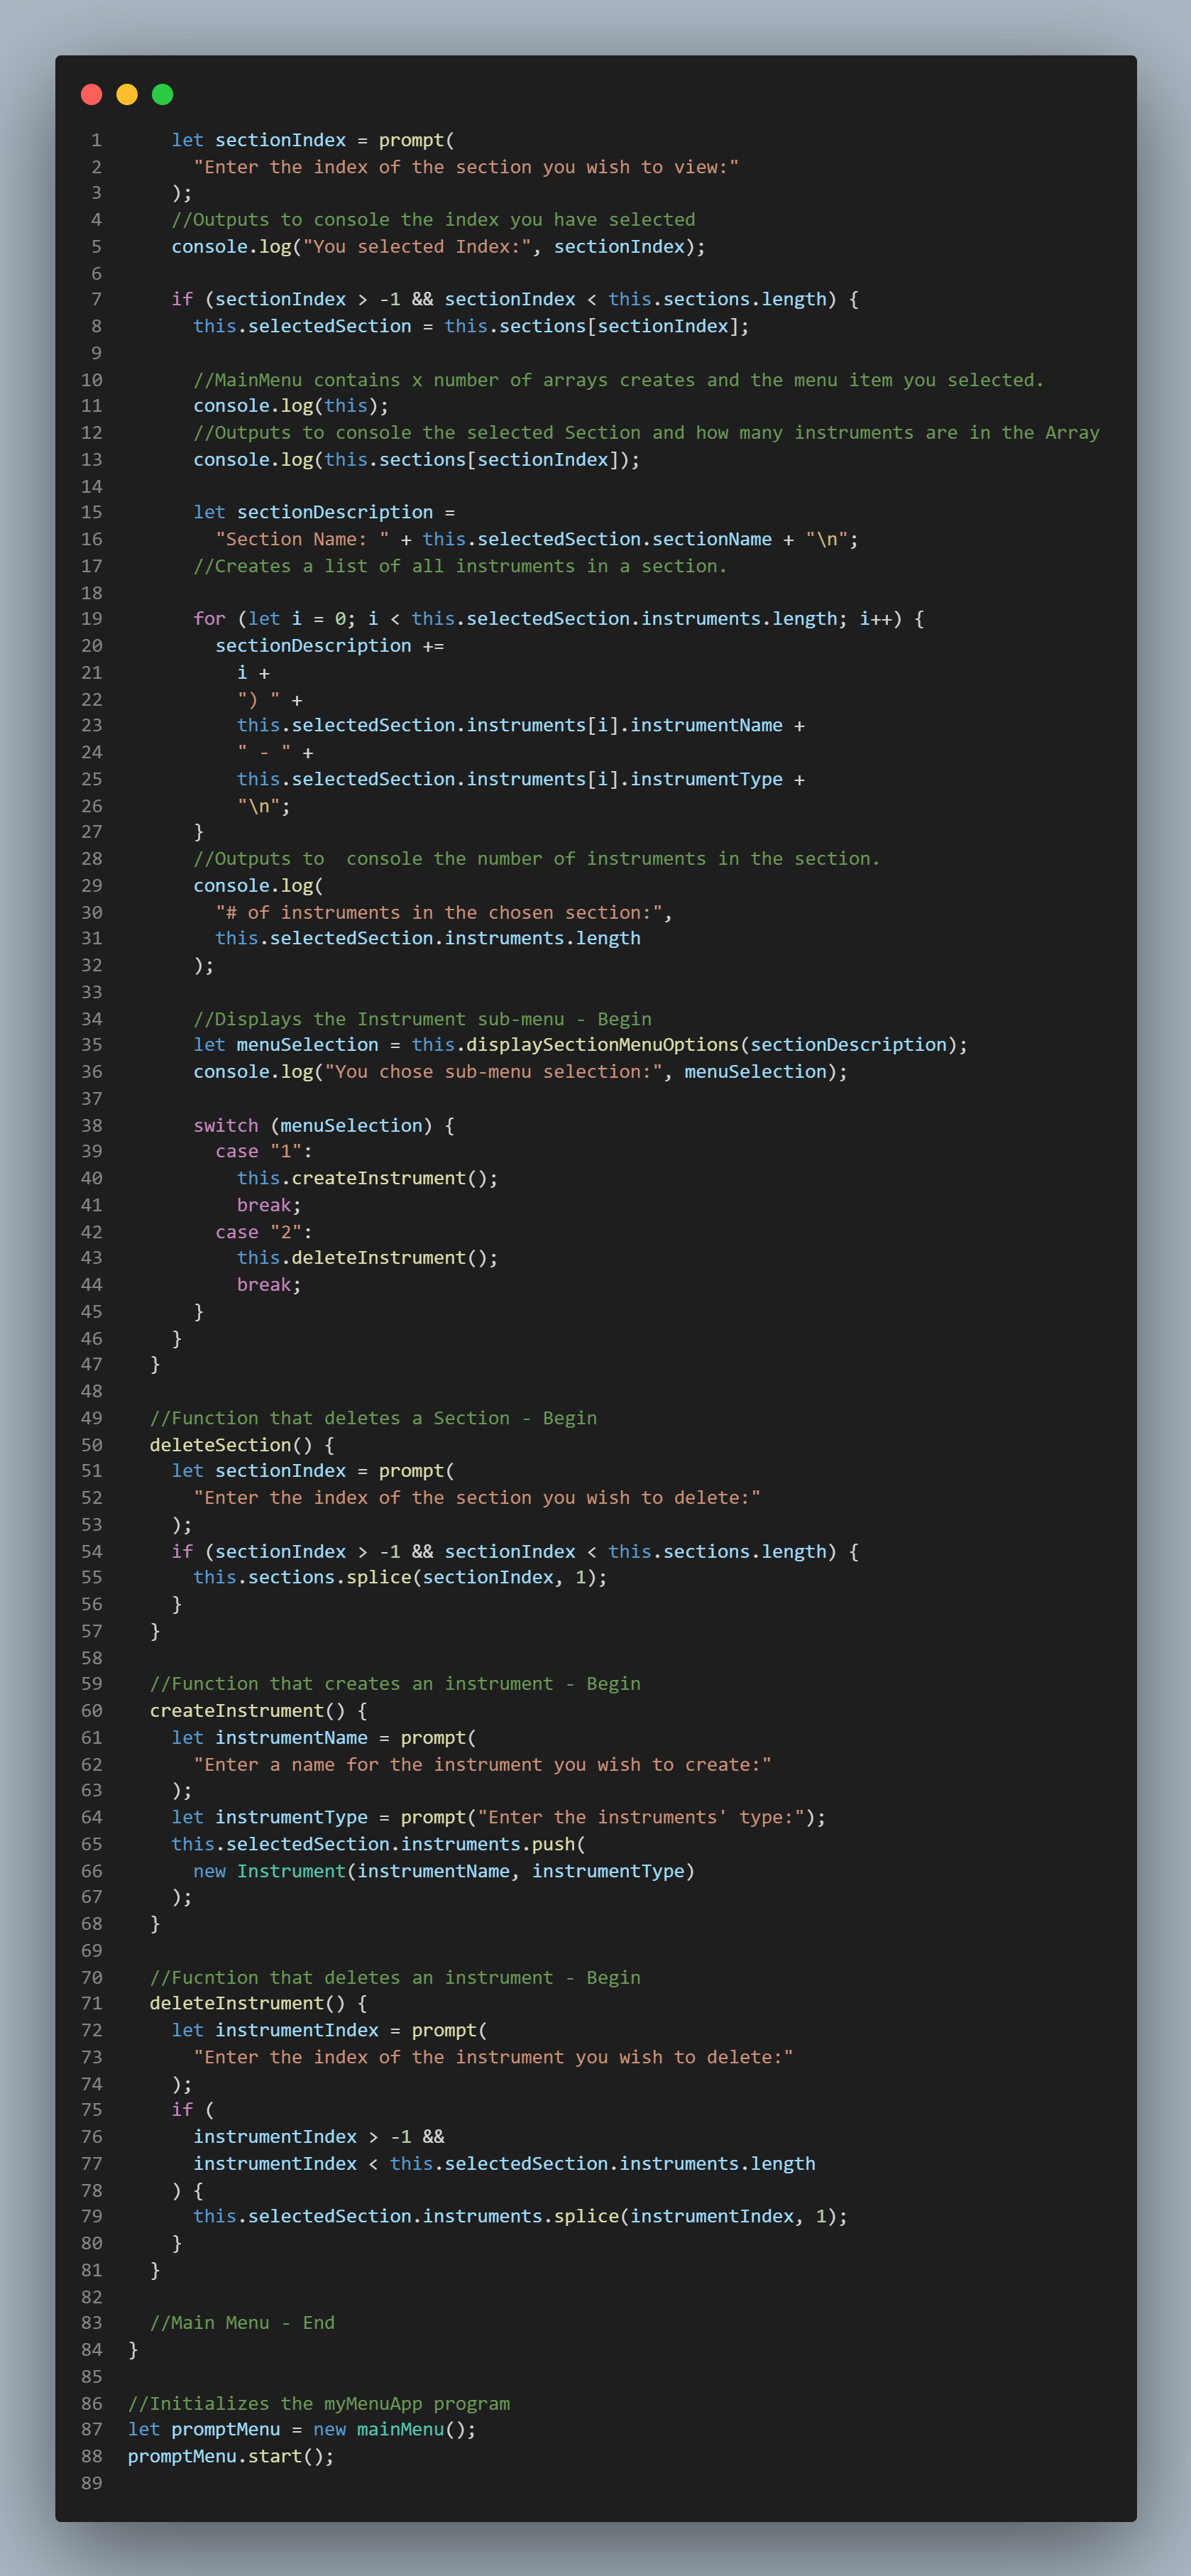 1 let sectionIndex = prompt(
2 "Enter the index of the section you wish to view:"
3 );
4 //Outputs to console the index you have selected
5 console.log("You selected Index:", sectionIndex);
6
7 if (sectionIndex > -1 && sectionIndex < this.sections.length) {
8 this.selectedSection = this.sections[sectionIndex];
9
10 //MainMenu contains x number of arrays creates and the menu item you selected.
11 console.log(this);
12 //Outputs to console the selected Section and how many instruments are in the Array
13 console.log(this.sections[sectionIndex]);
14
15 let sectionDescription =
16 "Section Name: " + this.selectedSection.sectionName + "\n";
17 //Creates a list of all instruments in a section.
18
19 for (let i = 0; i < this.selectedSection.instruments.length; i++) {
20 sectionDescription +=
21 i +
22 ") " +
23 this.selectedSection.instruments[i].instrumentName +
24 " - " +
25 this.selectedSection.instruments[i].instrumentType +
26 "\n";
27 }
28 //Outputs to  console the number of instruments in the section.
29 console.log(
30 "# of instruments in the chosen section:",
31 this.selectedSection.instruments.length
32 );
33
34 //Displays the Instrument sub-menu - Begin
35 let menuSelection = this.displaySectionMenuOptions(sectionDescription);
36 console.log("You chose sub-menu selection:", menuSelection);
37
38 switch (menuSelection) {
39 case "1":
40 this.createInstrument();
41 break;
42 case "2":
43 this.deleteInstrument();
44 break;
45 }
46 }
47 }
48
49 //Function that deletes a Section - Begin
50 deleteSection() {
51 let sectionIndex = prompt(
52 "Enter the index of the section you wish to delete:"
53 );
54 if (sectionIndex > -1 && sectionIndex < this.sections.length) {
55 this.sections.splice(sectionIndex, 1);
56 }
57 }
58
59 //Function that creates an instrument - Begin
60 createInstrument() {
61 let instrumentName = prompt(
62 "Enter a name for the instrument you wish to create:"
63 );
64 let instrumentType = prompt("Enter the instruments' type:");
65 this.selectedSection.instruments.push(
66 new Instrument(instrumentName, instrumentType)
67 );
68 }
69
70 //Fucntion that deletes an instrument - Begin
71 deleteInstrument() {
72 let instrumentIndex = prompt(
73 "Enter the index of the instrument you wish to delete:"
74 );
75 if (
76 instrumentIndex > -1 &&
77 instrumentIndex < this.selectedSection.instruments.length
78 ) {
79 this.selectedSection.instruments.splice(instrumentIndex, 1);
80 }
81 }
82
83 //Main Menu - End
84 }
85
86 //Initializes the myMenuApp program
87 let promptMenu = new mainMenu();
88 promptMenu.start();
89